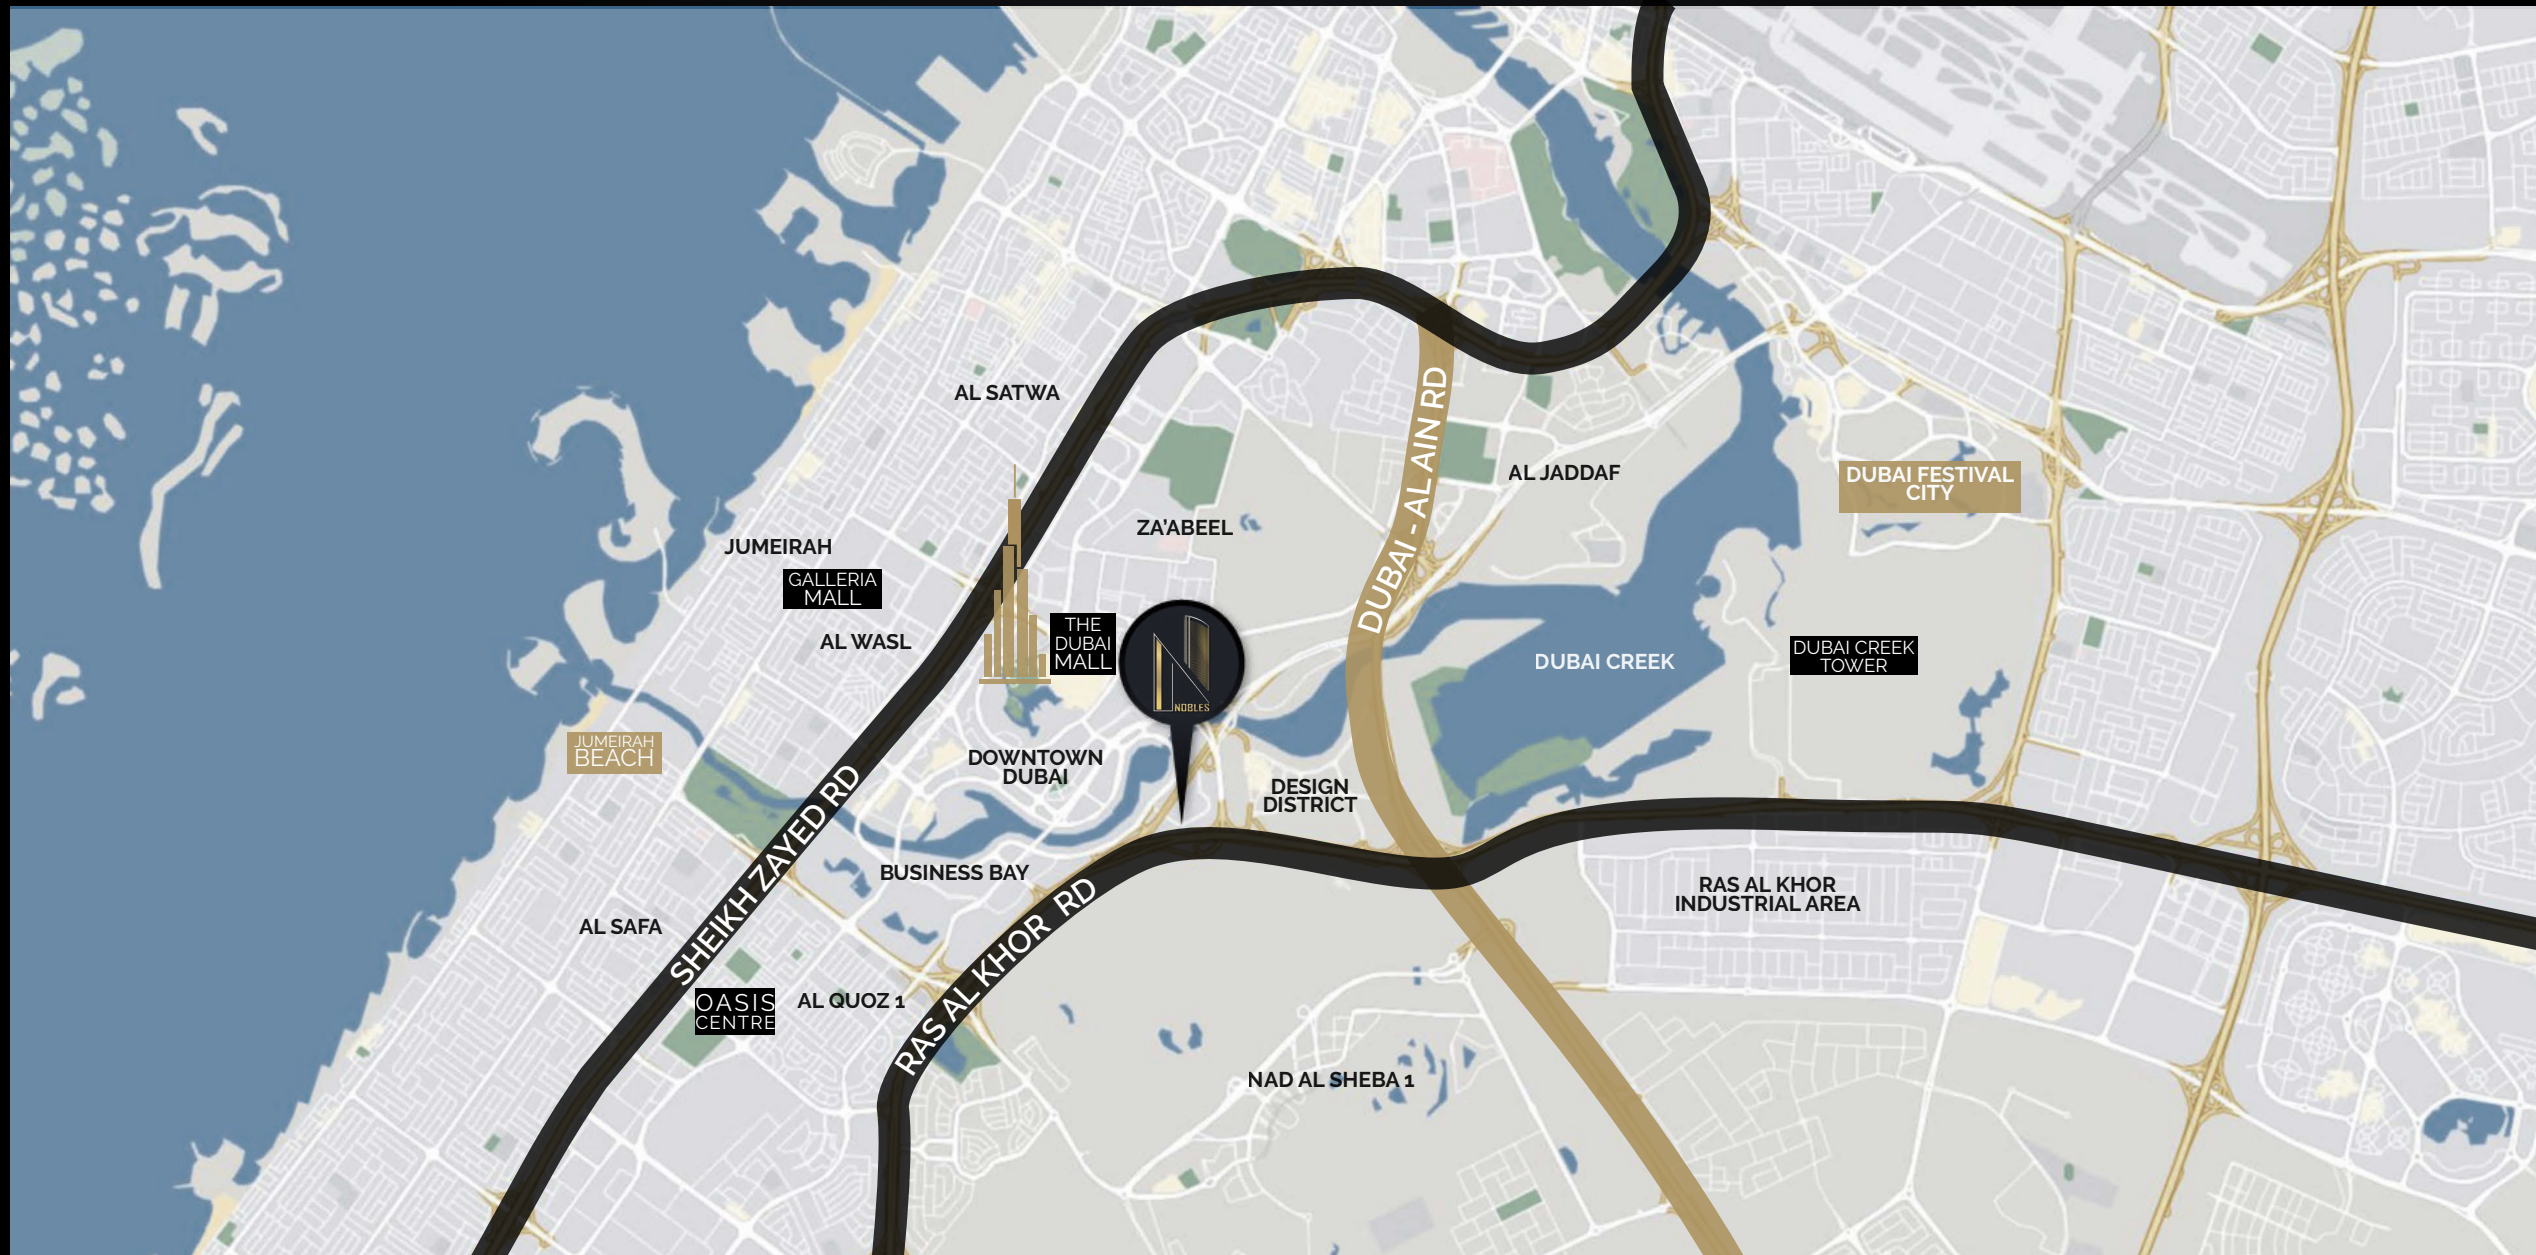 AL SATWA
DUBAI - AL AIN RD
AL JADDAF
DUBAI FESTIVAL
CITY
ZA'ABEEL
JUMEIRAH
GALLERIA
MALL
AL WASL
THE
DUBAI
MALL
NOBLES
DUBAI CREEK
DUBAI CREEK
TOWER
JUMEIRAH
BEACH
DOWNTOWN
DUBAI
DESIGN
DISTRICT
SHEIKH ZAYED RD
BUSINESS BAY
RAS AL KHOR RD
RAS AL KHOR
INDUSTRIAL AREA
AL SAFA
OASIS
CENTRE
AL QUOZ 1
NAD AL SHEBA 1